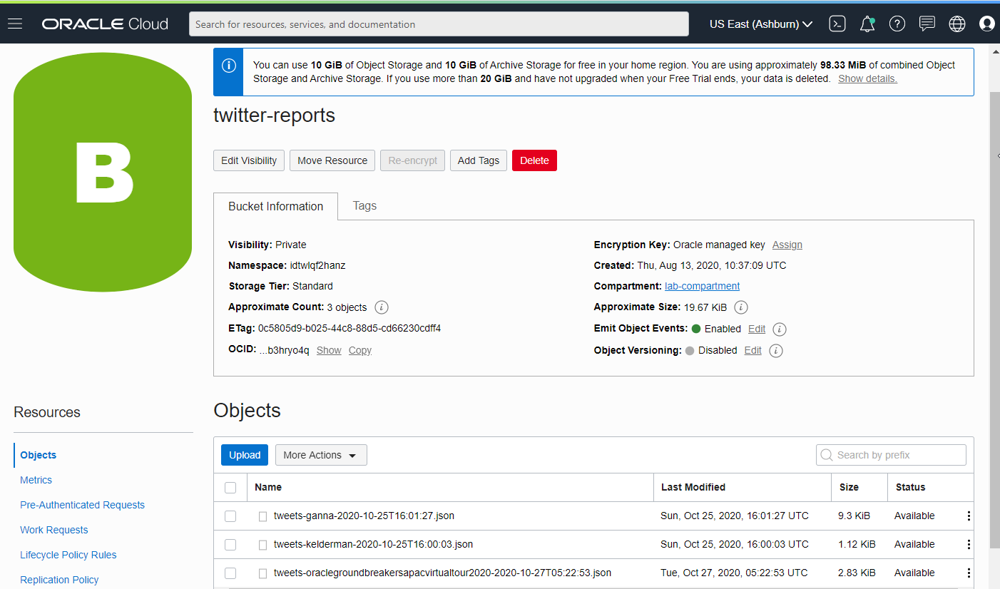 ORACLE Cloud
Search for resources, services, and documentation
US East (Ashburn)
B
You can use 10 GiB of Object Storage and 10 GiB of Archive Storage for free in your home region. You are using approximately 98.33 MiB of combined Object
Storage and Archive Storage. If you use more than 20 GiB and have not upgraded when your Free Trial ends, your data is deleted. Show details.
twitter-reports
Edit Visibility Move Resource Re-encrypt Add Tags Delete
Bucket Information Tags
Visibility: Private
Namespace: idtwlqf2hanz
Storage Tier: Standard
Approximate Count: 3 objects
ETag: 0c5805d9-b025-44c8-88d5-cd66230cdff4
OCID: ...b3hryo4q Show Copy
Encryption Key: Oracle managed key Assign
Created: Thu, Aug 13, 2020, 10:37:09 UTC
Compartment: lab-compartment
Approximate Size: 19.67 KiB
Emit Object Events: Enabled Edit
Object Versioning: Disabled Edit
Resources
Objects
Metrics
Pre-Authenticated Requests
Work Requests
Lifecycle Policy Rules
Replication Policy
Objects
Upload More Actions Search by prefix
Name Last Modified Size Status
tweets-ganna-2020-10-25T16:01:27.json Sun, Oct 25, 2020, 16:01:27 UTC 9.3 KiB Available
tweets-kelderman-2020-10-25T16:00:03.json Sun, Oct 25, 2020, 16:00:03 UTC 1.12 KiB Available
tweets-oraclegroundbreakersapacvirtualtour2020-2020-10-27T05:22:53.json Tue, Oct 27, 2020, 05:22:53 UTC 2.83 KiB Available